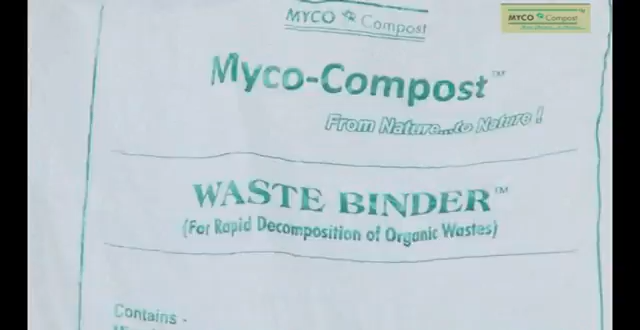 MYCO Compost
MYCO Compost
Myco-Compost™
From Nature...to Nature!
WASTE BINDER™
(For Rapid Decomposition of Organic Wastes)
Contains -